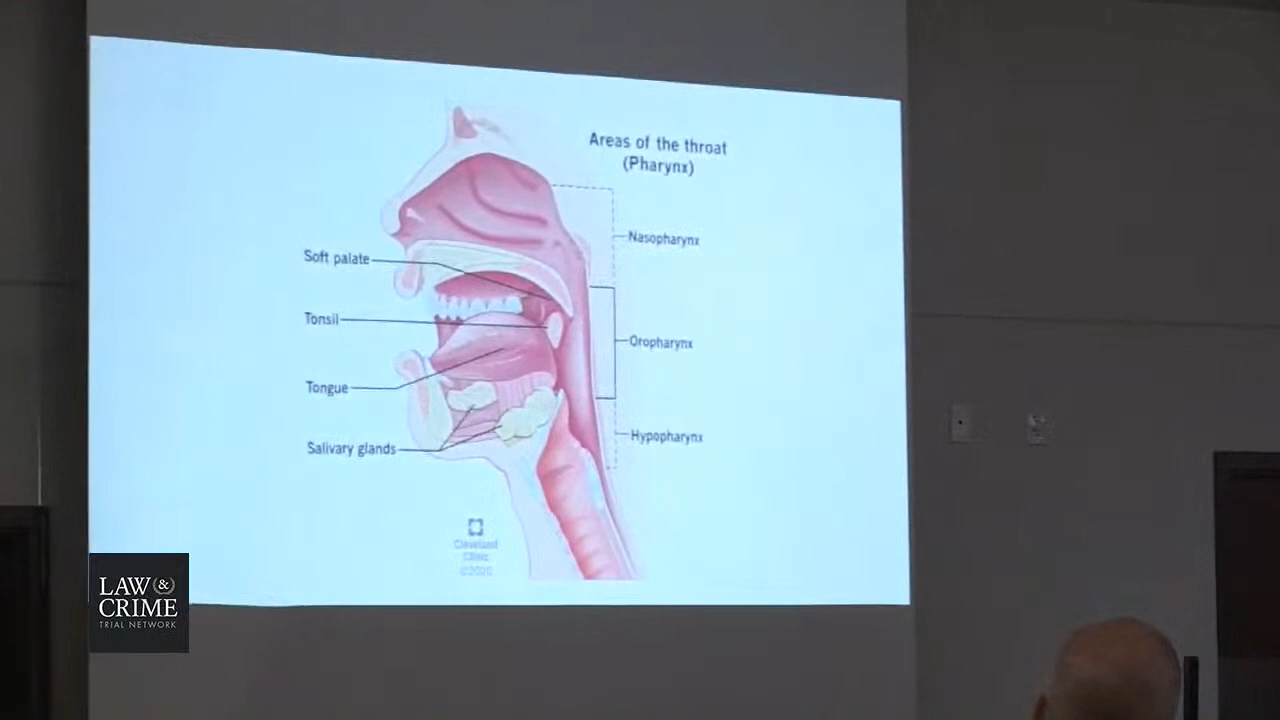 Areas of the throat
(Pharynx)
Nasopharynx
Soft palate
Tonsil
Oropharynx
Tongue
Hypopharynx
Salivary glands
Cleveland
Clinic
©2020
LAW &
CRIME
TRIAL NETWORK